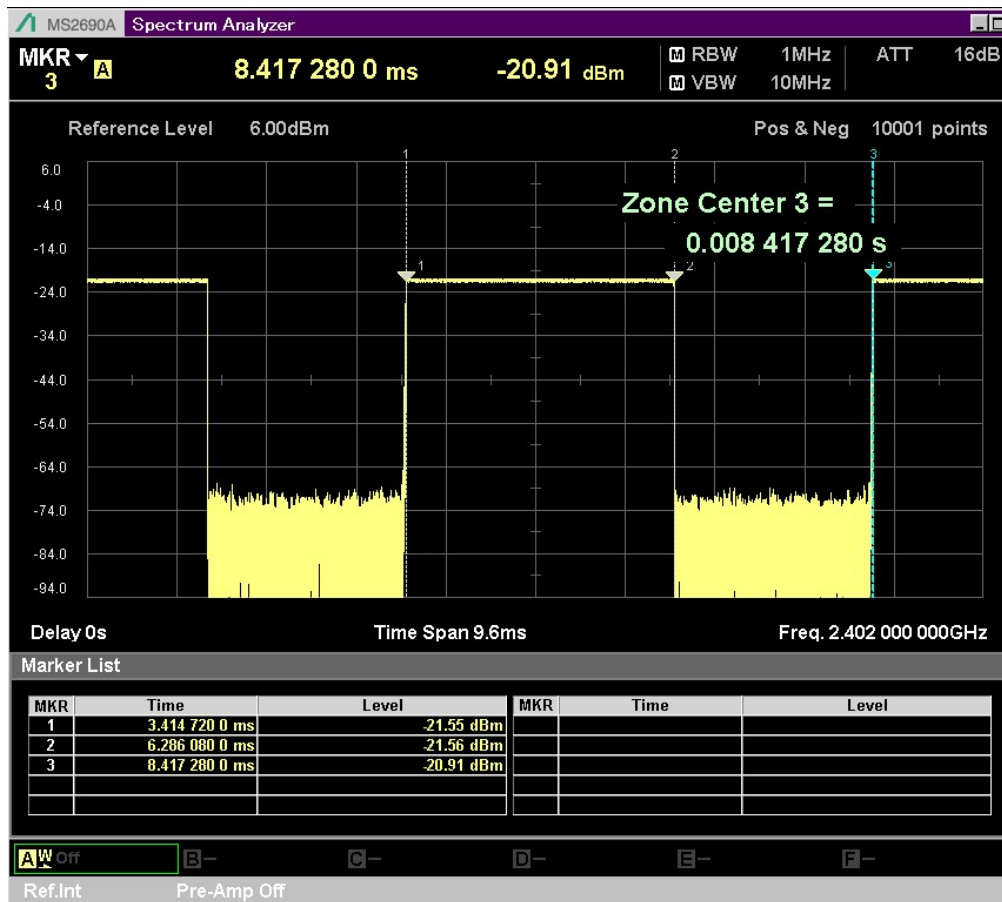 MS2690A Spectrum Analyzer
MKR 3 A 8.417 280 0 ms -20.91 dBm M RBW 1MHz ATT 16dB
M VBW 10MHz
Reference Level 6.00dBm Pos & Neg 10001 points
1 2 3
6.0
Zone Center 3 =
-4.0
0.008 417 280 s
-14.0
1 2 3
-24.0
-34.0
-44.0
-54.0
-64.0
-74.0
-84.0
-94.0
Delay 0s Time Span 9.6ms Freq. 2.402 000 000GHz
Marker List
MKR Time Level MKR Time Level
1 3.414 720 0 ms -21.55 dBm
2 6.286 080 0 ms -21.56 dBm
3 8.417 280 0 ms -20.91 dBm
A W Off B- C- D- E- F-
Ref.Int Pre-Amp Off